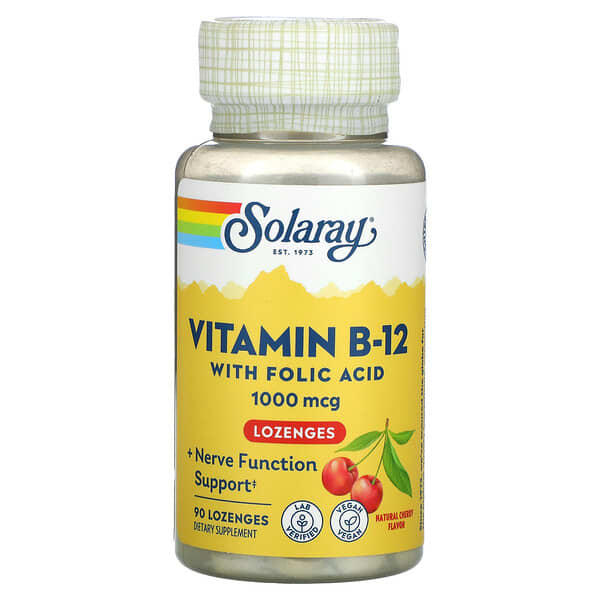 Solaray®
EST. 1973
VITAMIN B-12
WITH FOLIC ACID
1000 mcg
LOZENGES
+ Nerve Function
Support‡
90 LOZENGES
DIETARY SUPPLEMENT
LAB VERIFIED
VEGAN VEGAN
NATURAL CHERRY
FLAVOR